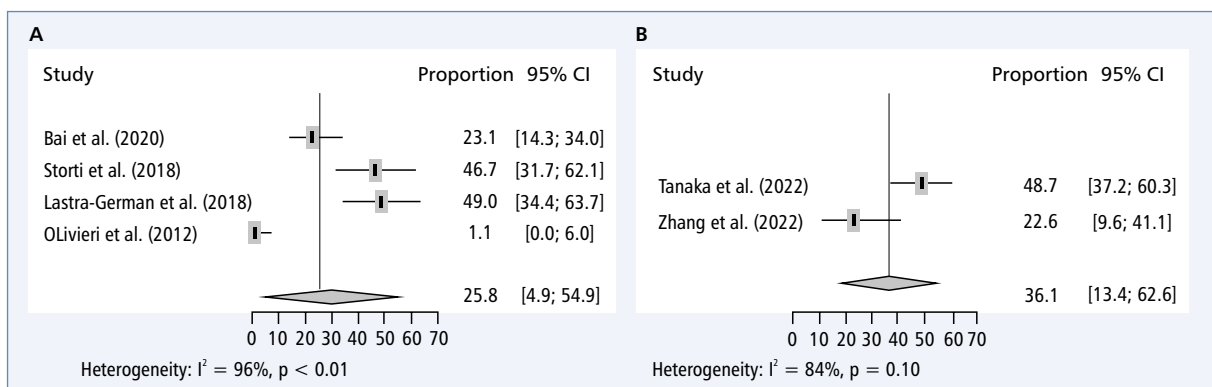 A
Study Proportion 95% CI
Bai et al. (2020) 23.1 [14.3; 34.0]
Storti et al. (2018) 46.7 [31.7; 62.1]
Lastra-German et al. (2018) 49.0 [34.4; 63.7]
OLivieri et al. (2012) 1.1 [0.0; 6.0]
25.8 [4.9; 54.9]
0 10 20 30 40 50 60 70
Heterogeneity: I² = 96%, p < 0.01
B
Study Proportion 95% CI
Tanaka et al. (2022) 48.7 [37.2; 60.3]
Zhang et al. (2022) 22.6 [9.6; 41.1]
36.1 [13.4; 62.6]
0 10 20 30 40 50 60 70
Heterogeneity: I² = 84%, p = 0.10